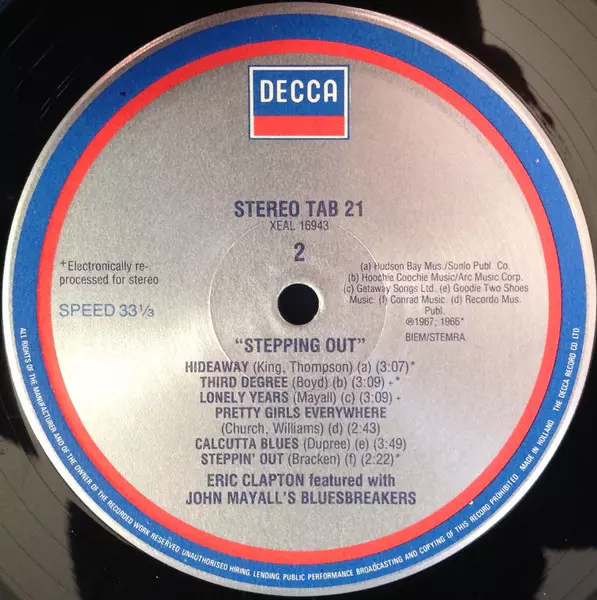 DECCA
STEREO TAB 21
XEAL 16943
2
+Electronically re-
processed for stereo
SPEED 33⅓
(a) Hudson Bay Mus./Sonlo Publ. Co.
(b) Hoochie Coochie Music/Arc Music Corp.
(c) Getaway Songs Ltd. (e) Goodie Two Shoes
Music. (f) Conrad Music. (d) Recordo Mus.
Publ.
℗1967; 1966*
BIEM/STEMRA
"STEPPING OUT"
HIDEAWAY (King, Thompson) (a) (3:07)*
THIRD DEGREE (Boyd) (b) (3:09) +*
LONELY YEARS (Mayall) (c) (3:09) +
PRETTY GIRLS EVERYWHERE
(Church, Williams) (d) (2:43)
CALCUTTA BLUES (Dupree) (e) (3:49)
STEPPIN' OUT (Bracken) (f) (2:22)*
ERIC CLAPTON featured with
JOHN MAYALL'S BLUESBREAKERS
ALL RIGHTS OF THE MANUFACTURER AND OF THE OWNER OF THE RECORDED WORK RESERVED. UNAUTHORISED HIRING, LENDING, PUBLIC PERFORMANCE BROADCASTING AND COPYING OF THIS RECORD PROHIBITED MADE IN HOLLAND THE DECCA RECORD CO LTD